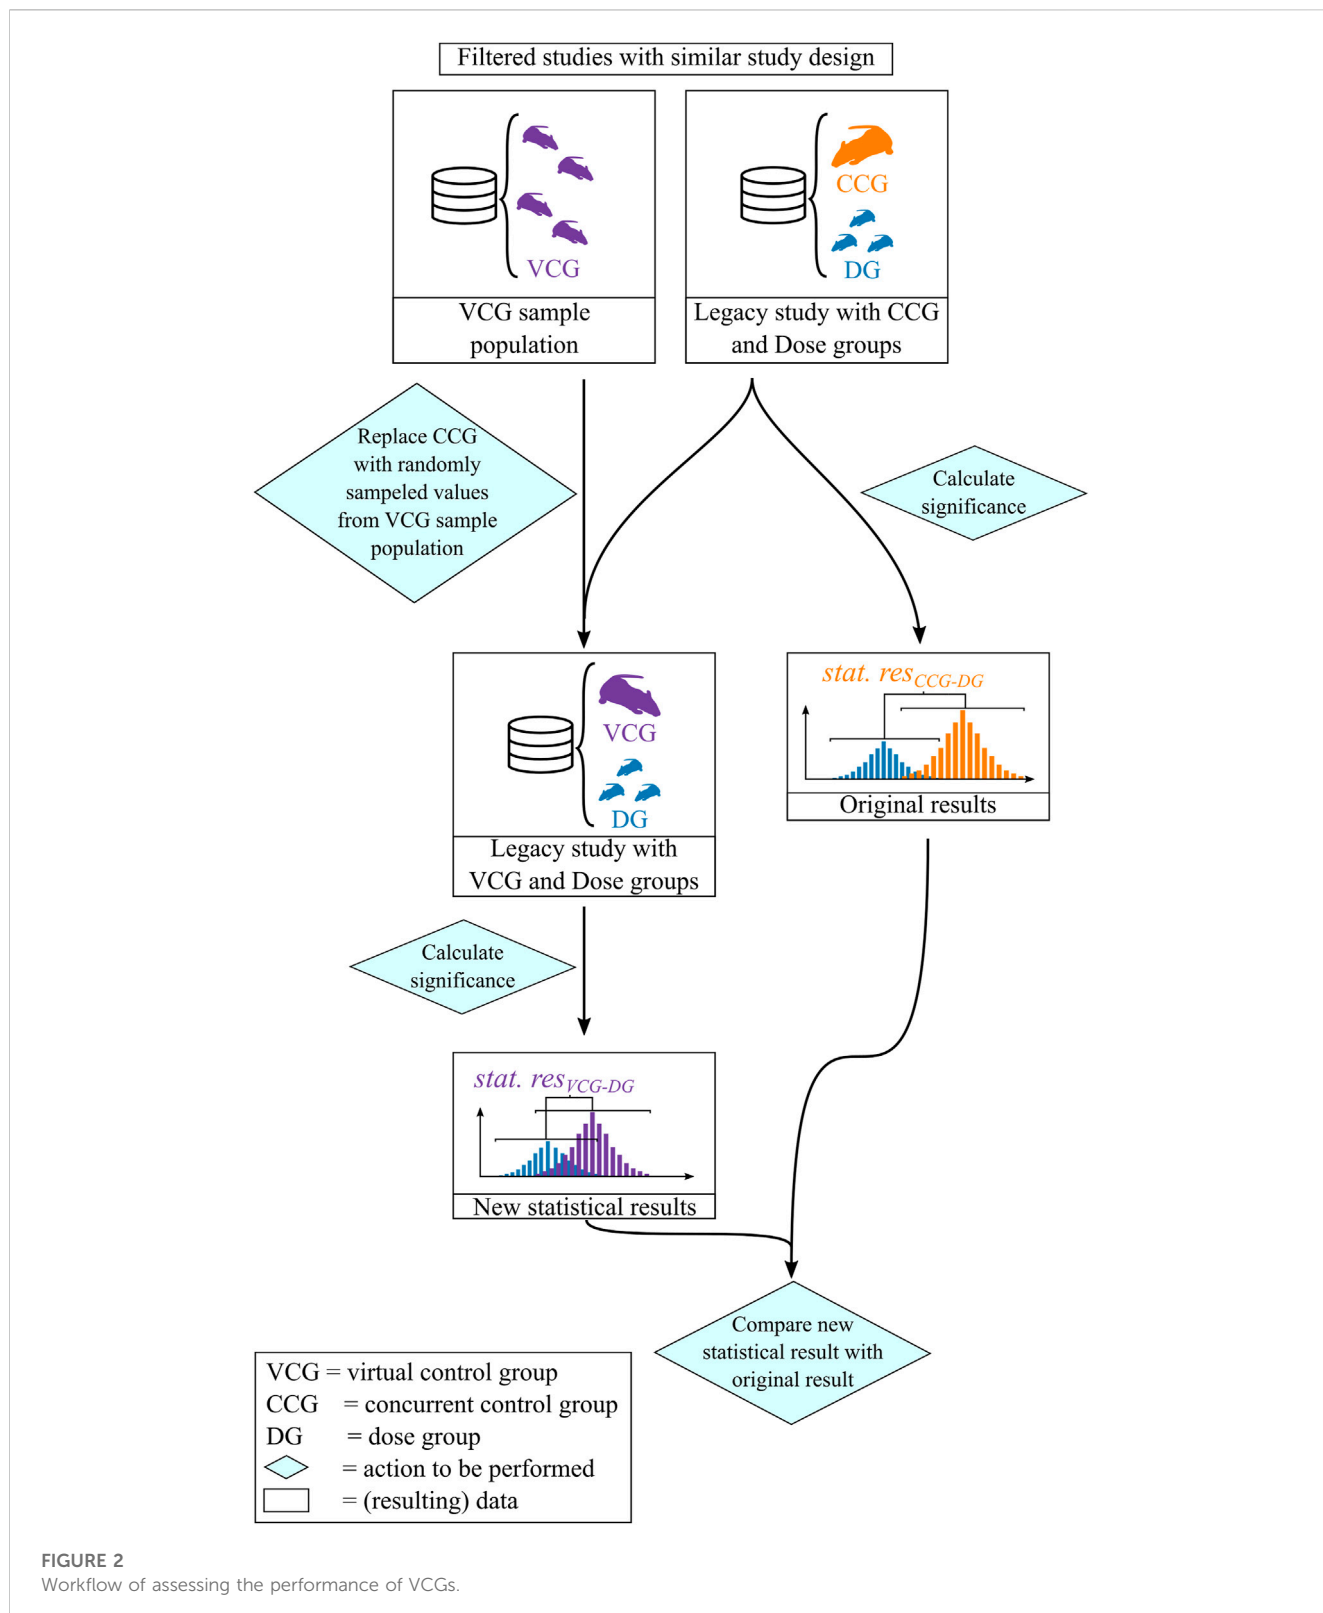 Filtered studies with similar study design
VCG
VCG sample
population
CCG
DG
Legacy study with CCG
and Dose groups
Replace CCG
with randomly
sampeled values
from VCG sample
population
Calculate
significance
VCG
DG
Legacy study with
VCG and Dose groups
stat. res CCG-DG
Original results
Calculate
significance
stat. res VCG-DG
New statistical results
Compare new
statistical result with
original result
VCG = virtual control group
CCG = concurrent control group
DG = dose group
= action to be performed
= (resulting) data
FIGURE 2
Workflow of assessing the performance of VCGs.